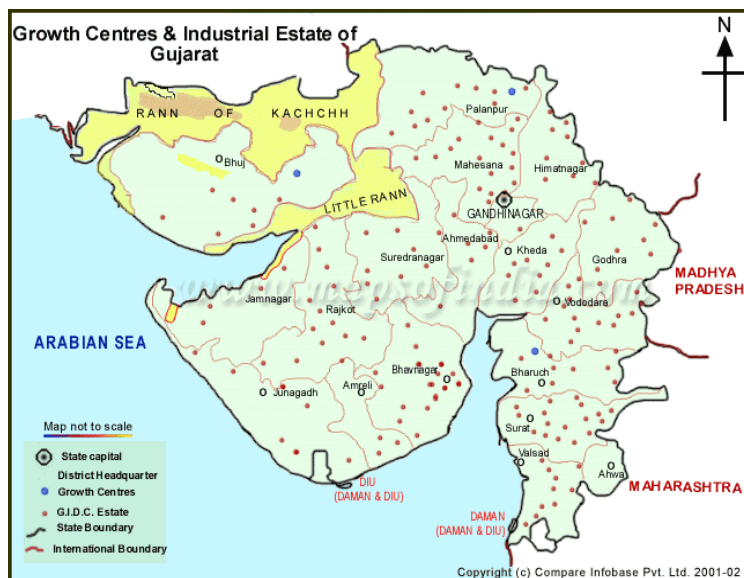 Growth Centres & Industrial Estate of
Gujarat
N
RANN OF KACHCHH
Palanpur
Bhuj
Mahesana
Himatnagar
LITTLE RANN
GANDHINAGAR
Ahmedabad
Kheda
Suredranagar
Godhra
MADHYA
PRADESH
www.mapsofindia.com
Jamnagar
Rajkot
Vododara
ARABIAN SEA
Bharuch
Bhavnagar
Amreli
Junagadh
Surat
Valsad
Ahwa
MAHARASHTRA
DIU
(DAMAN & DIU)
DAMAN
(DAMAN & DIU)
Map not to scale
State capital
District Headquarter
Growth Centres
G.I.D.C. Estate
State Boundary
International Boundary
Copyright (c) Compare Infobase Pvt. Ltd. 2001-02